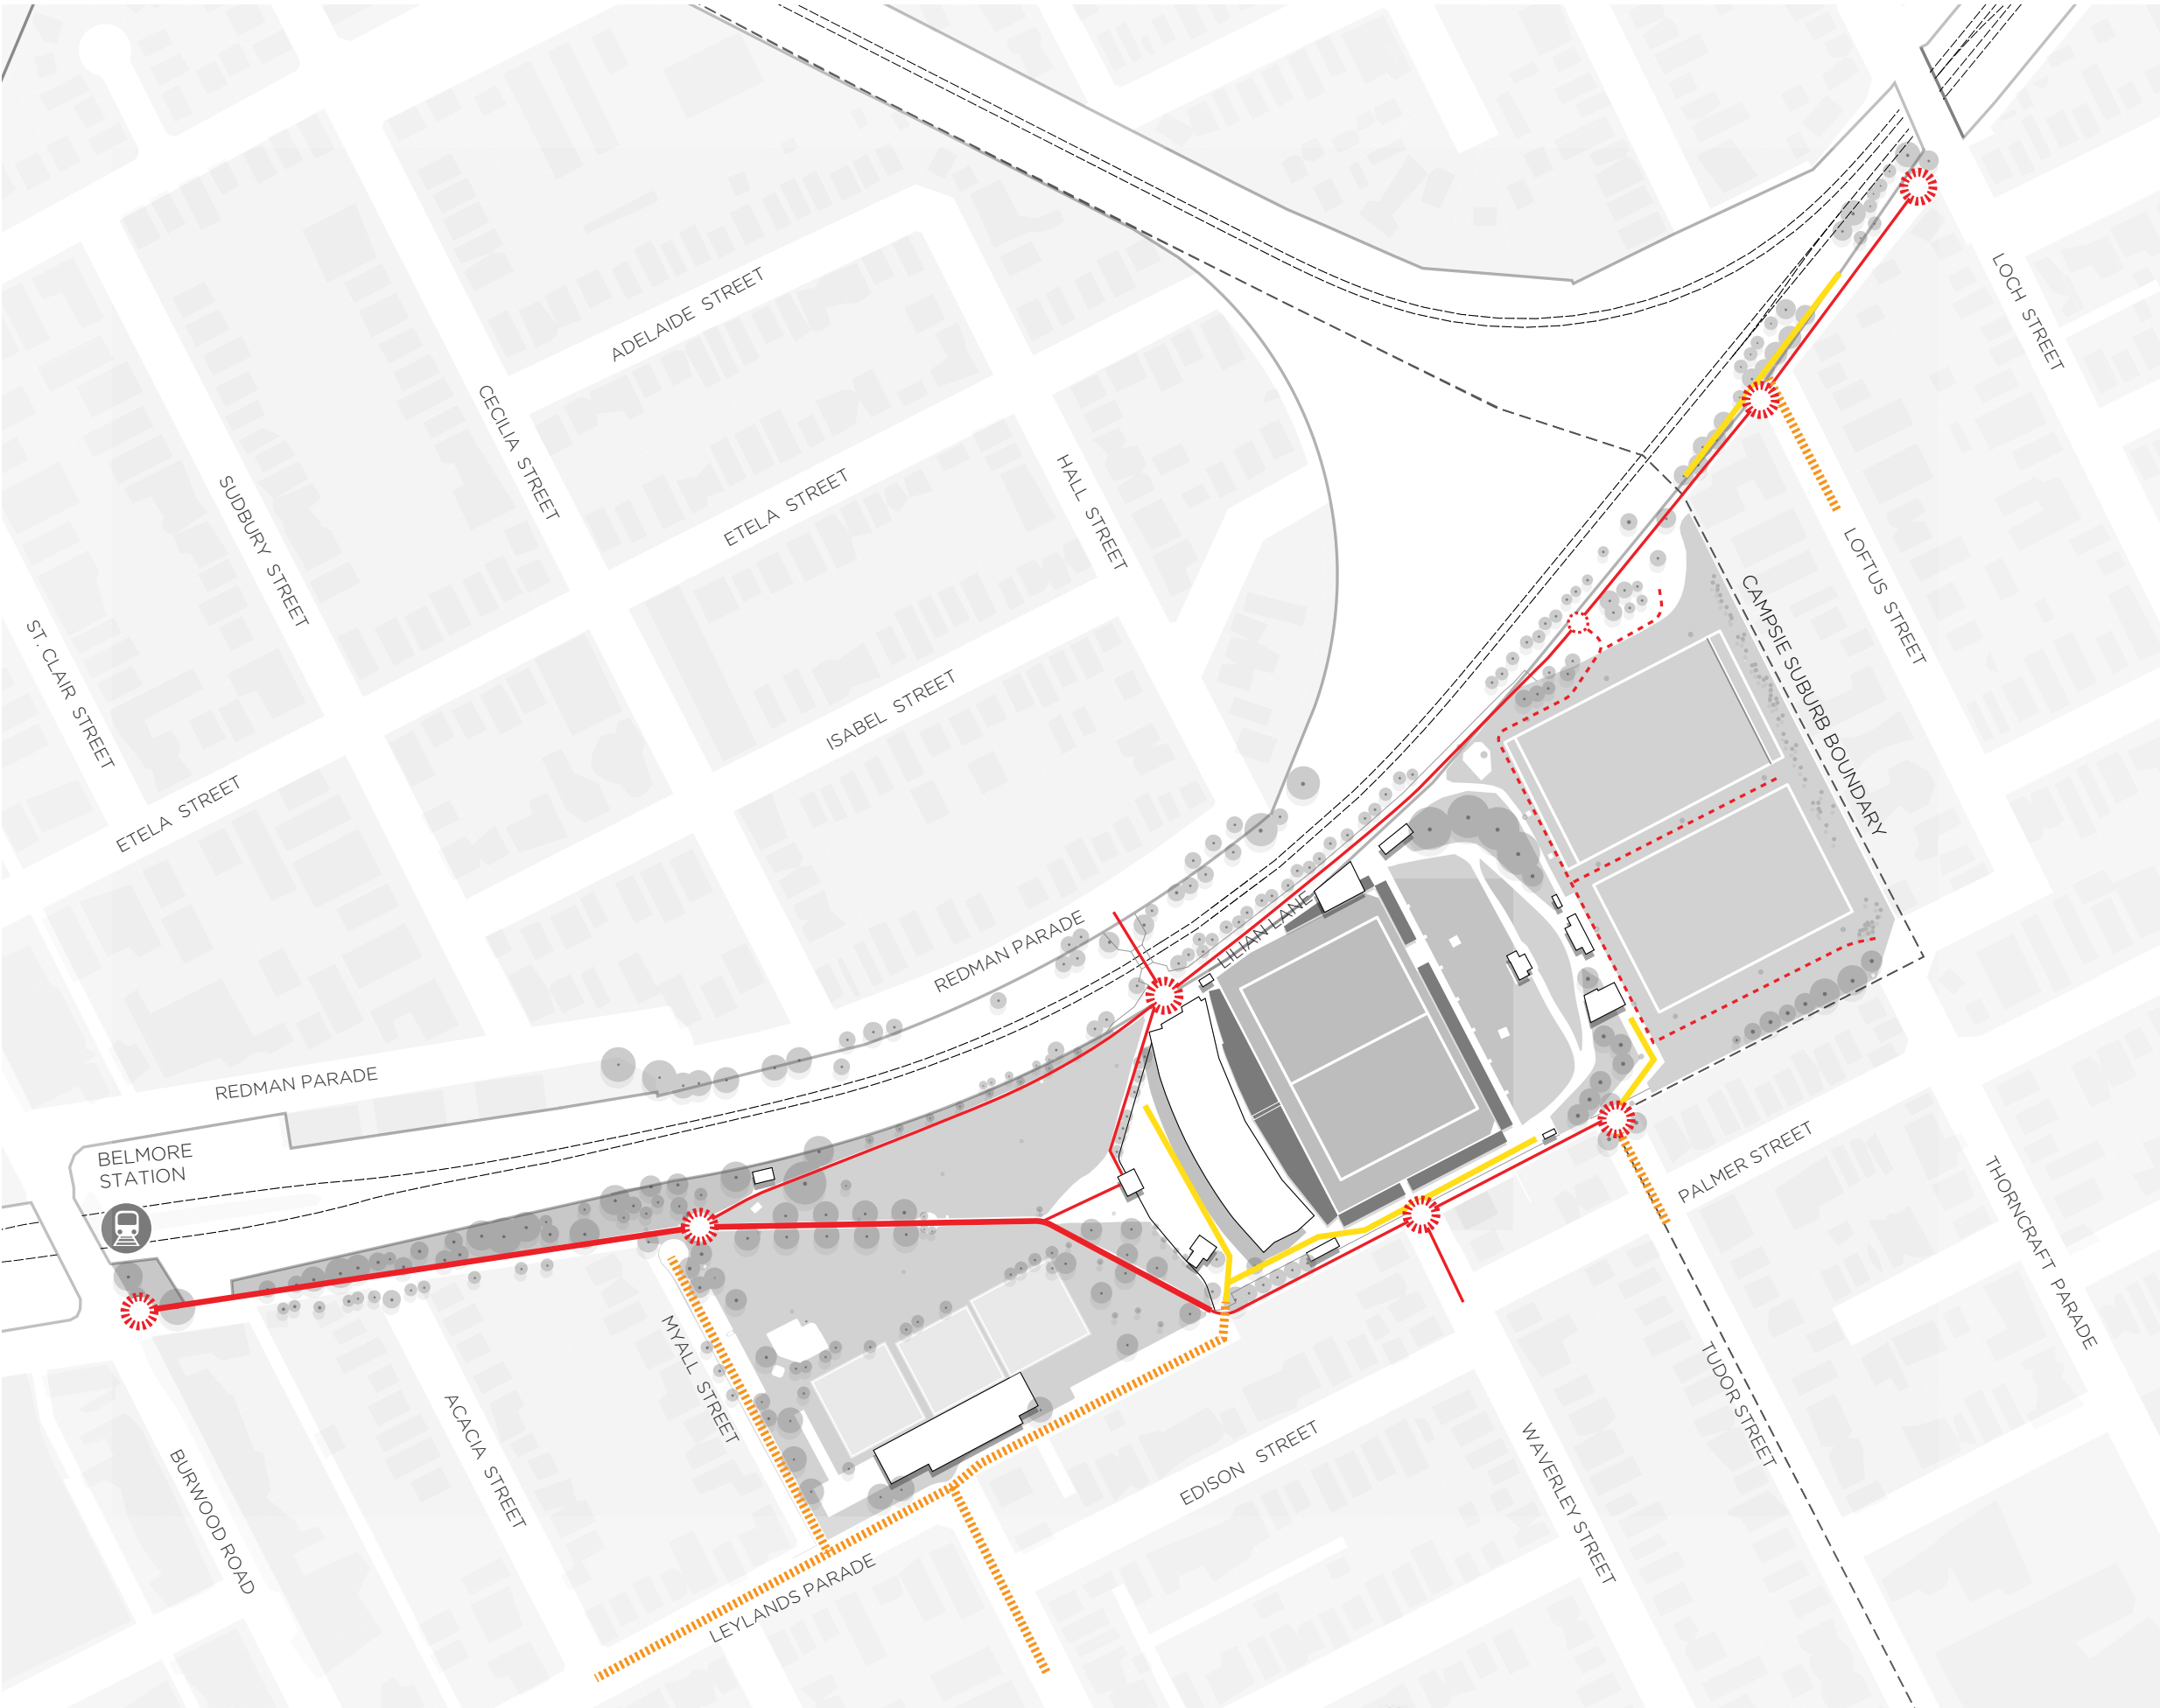 LOCH STREET
ADELAIDE STREET
CECILIA STREET
ETELA STREET
HALL STREET
SUDBURY STREET
LOFTUS STREET
CAMPSIE SUBURB BOUNDARY
ST. CLAIR STREET
ISABEL STREET
ETELA STREET
LILIAN LANE
REDMAN PARADE
REDMAN PARADE
BELMORE
STATION
PALMER STREET
THORNCRAFT PARADE
MYALL STREET
TUDOR STREET
ACACIA STREET
EDISON STREET
WAVERLEY STREET
BURWOOD ROAD
LEYLANDS PARADE